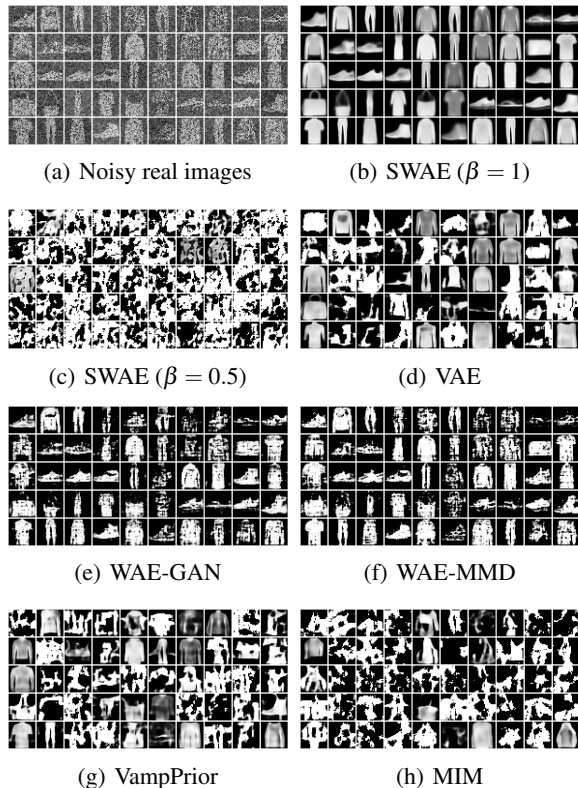 (a) Noisy real images
(b) SWAE (β = 1)
(c) SWAE (β = 0.5)
(d) VAE
(e) WAE-GAN
(f) WAE-MMD
(g) VampPrior
(h) MIM